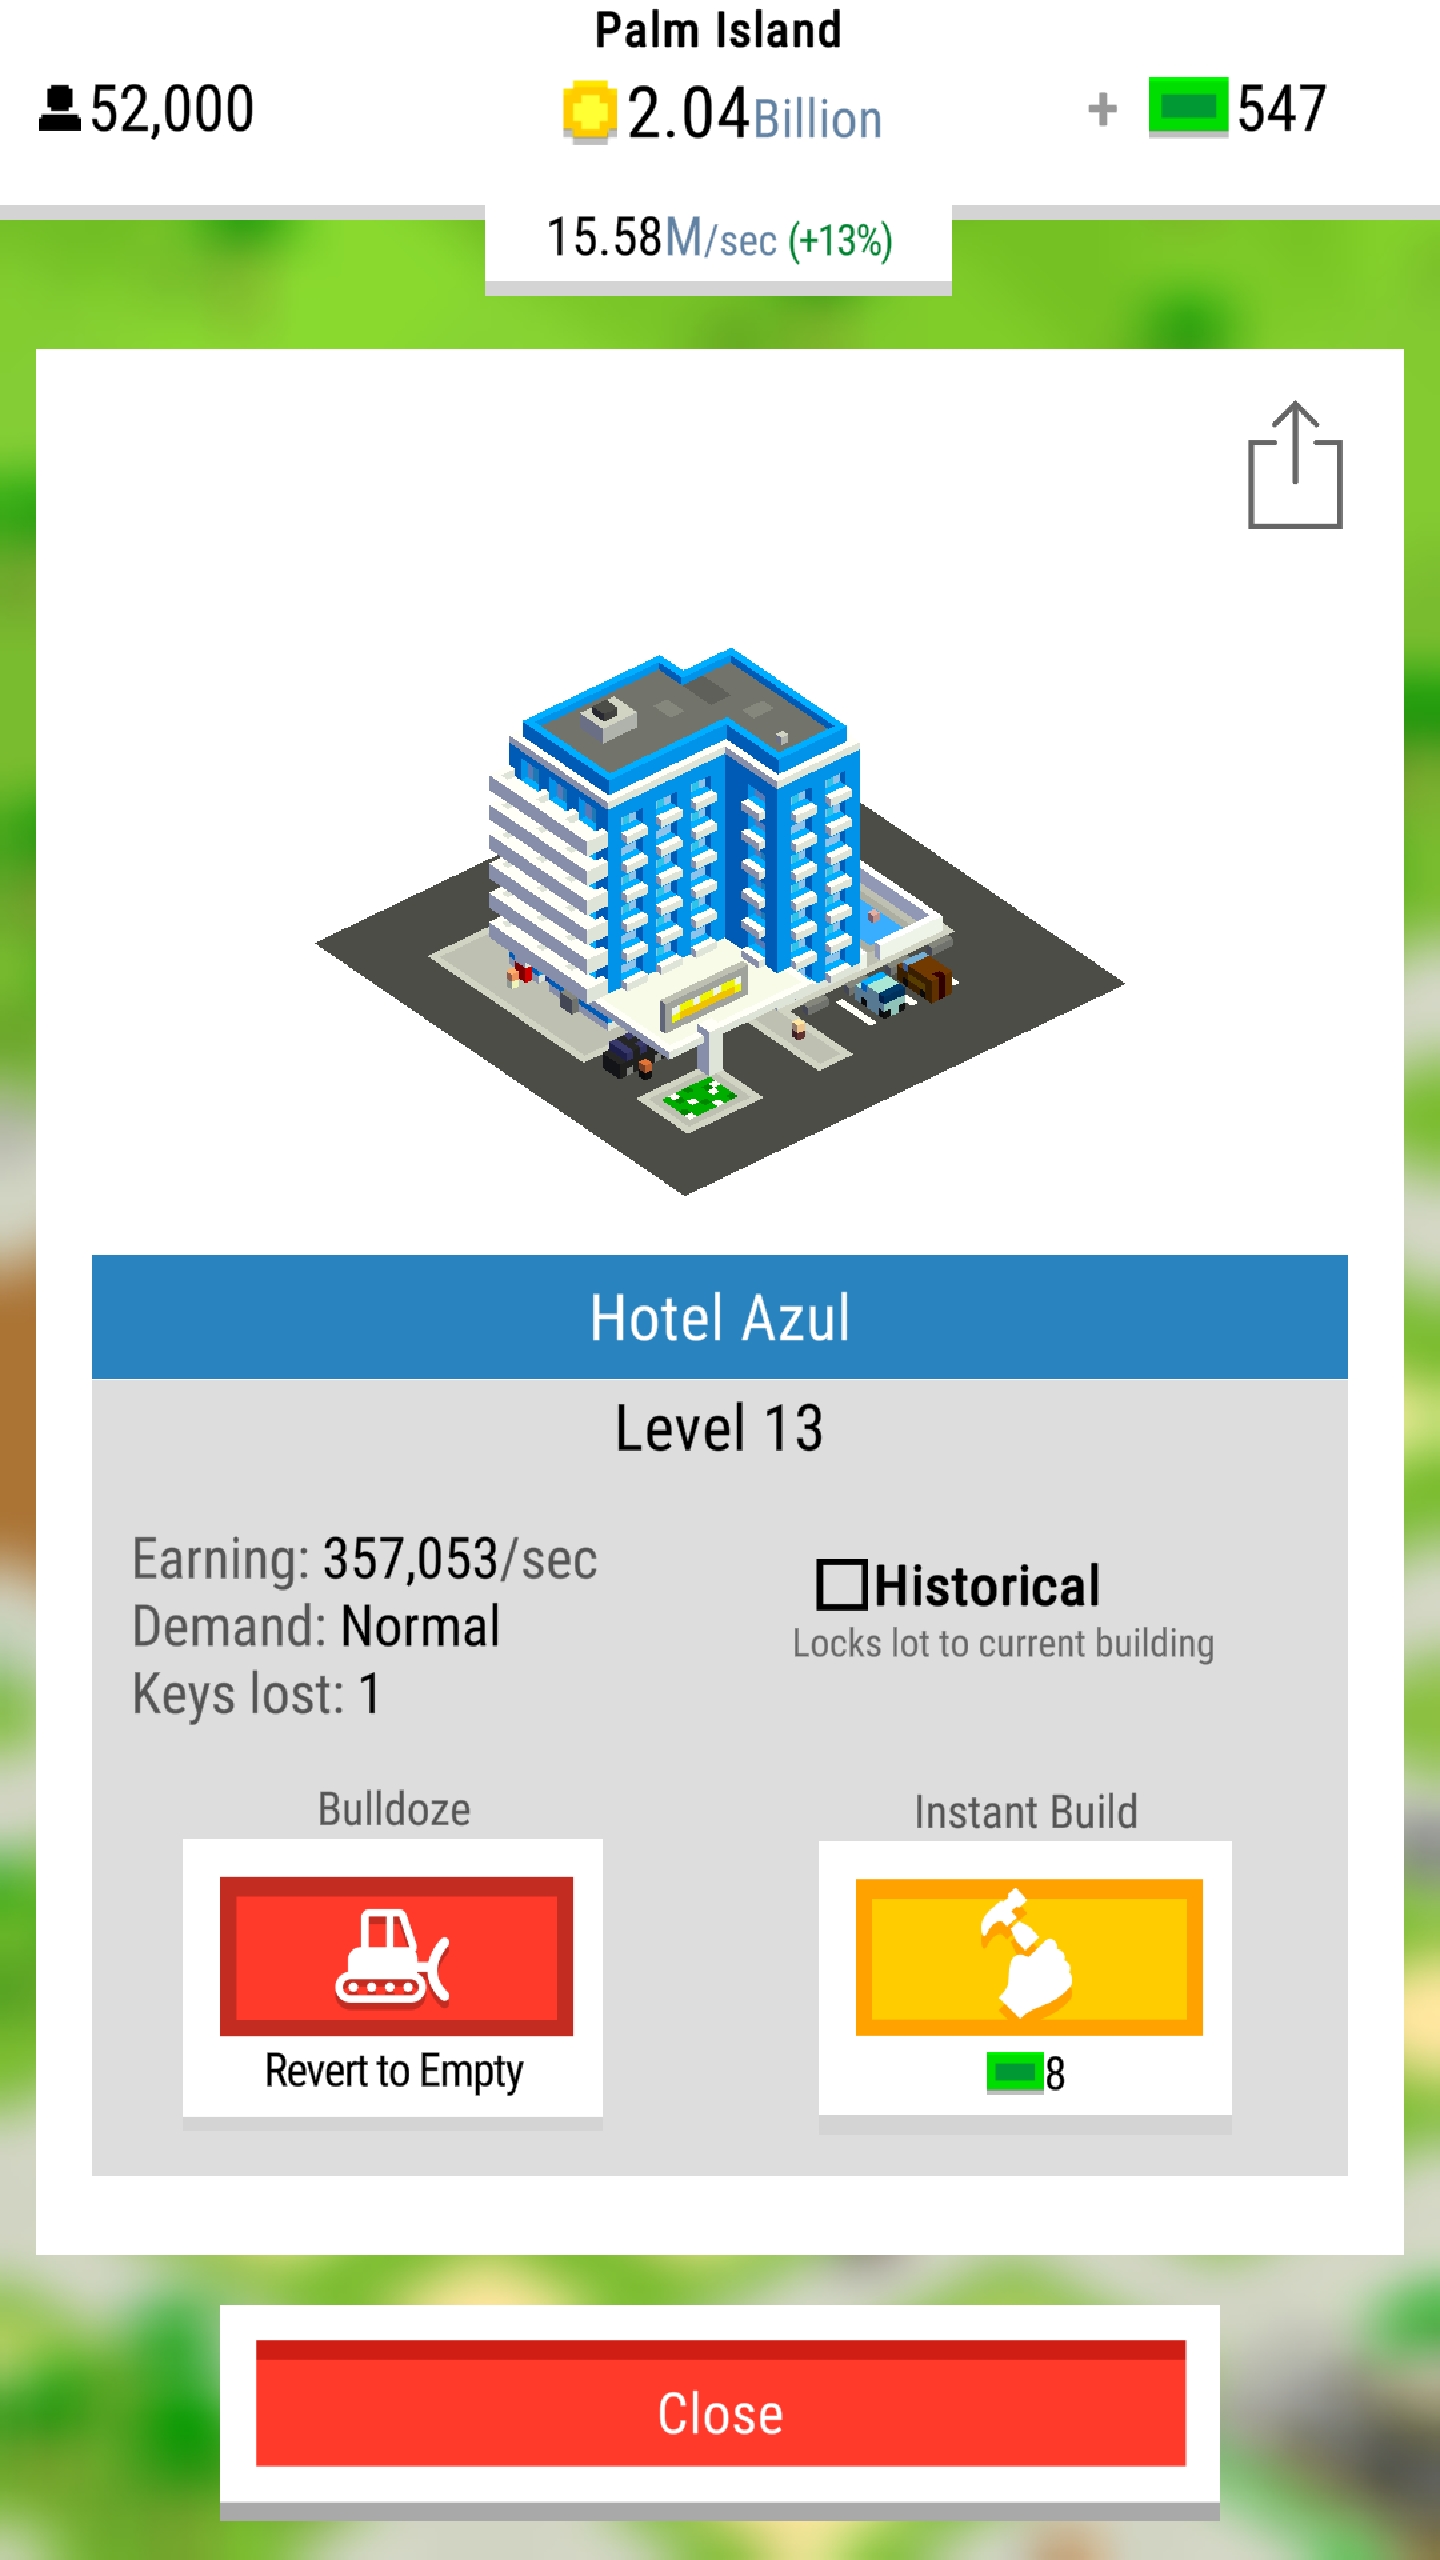 Palm Island
52,000
2.04Billion
+ 547
15.58M/sec (+13%)
Hotel Azul
Level 13
Earning: 357,053/sec
Demand: Normal
Keys lost: 1
Historical
Locks lot to current building
Bulldoze
Revert to Empty
Instant Build
8
Close